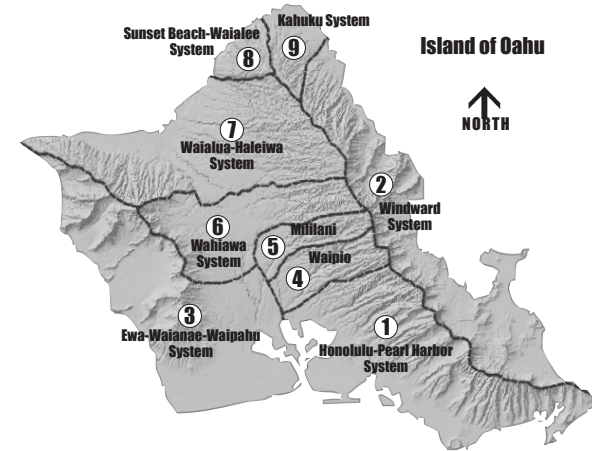 Kahuku System
Sunset Beach-Waialee
System
8
9
Island of Oahu
NORTH
7
Waialua-Haleiwa
System
2
Windward
System
6
Wahiawa
System
Mililani
5
Waipio
4
3
Ewa-Waianae-Waipahu
System
1
Honolulu-Pearl Harbor
System